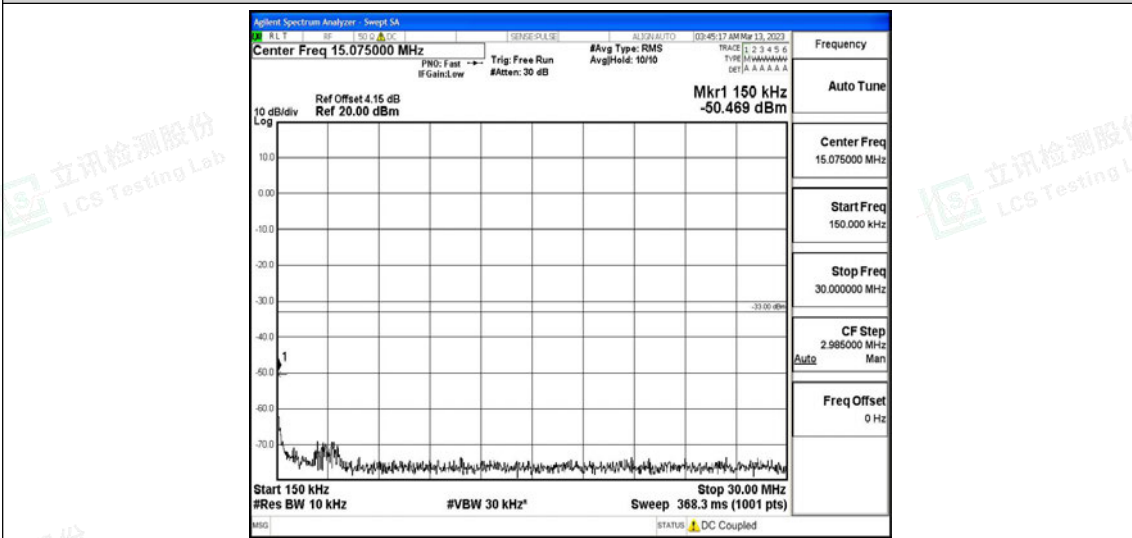 Agilent Spectrum Analyzer - Swept SA
RLT RF 50 Ω DC SENSE:PULSE ALIGNAUTO 03:45:17 AM Mar 13, 2023
Center Freq 15.075000 MHz
PNO: Fast
IFGain:Low
Trig: Free Run
#Atten: 30 dB
#Avg Type: RMS
Avg|Hold: 10/10
TRACE 1 2 3 4 5 6
TYPE MWWWWW
DET A A A A A A
Frequency
Mkr1 150 kHz
-50.469 dBm
Ref Offset 4.15 dB
10 dB/div Ref 20.00 dBm
Log
10.0
0.00
-10.0
-20.0
-30.0
-33.00 dBm
-40.0
1
-50.0
-60.0
-70.0
Start 150 kHz Stop 30.00 MHz
#Res BW 10 kHz #VBW 30 kHz* Sweep 368.3 ms (1001 pts)
MSG STATUS DC Coupled
Auto Tune
Center Freq
15.075000 MHz
Start Freq
150.000 kHz
Stop Freq
30.000000 MHz
CF Step
2.985000 MHz
Auto Man
Freq Offset
0 Hz
立讯检测股份
LCS Testing Lab
立讯检测股份
LCS Testing L